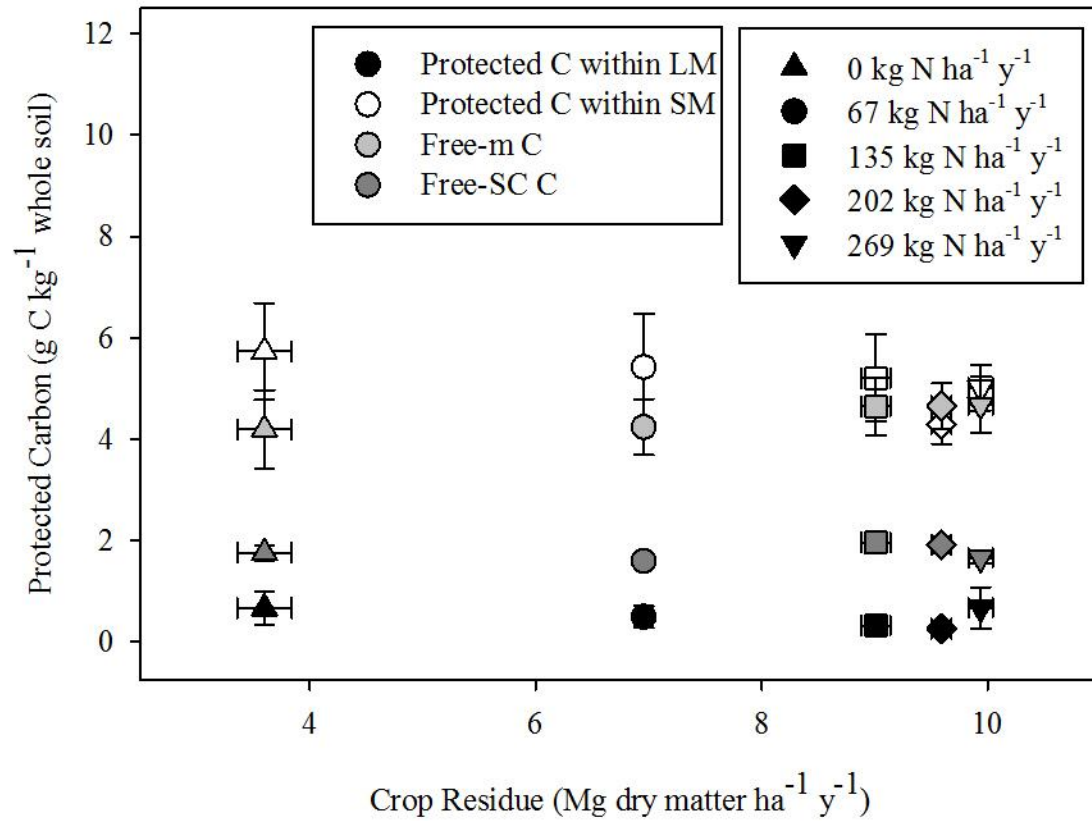 12
10
8
6
4
2
0
Protected Carbon (g C kg⁻¹ whole soil)
Protected C within LM
Protected C within SM
Free-m C
Free-SC C
0 kg N ha⁻¹ y⁻¹
67 kg N ha⁻¹ y⁻¹
135 kg N ha⁻¹ y⁻¹
202 kg N ha⁻¹ y⁻¹
269 kg N ha⁻¹ y⁻¹
4 6 8 10
Crop Residue (Mg dry matter ha⁻¹ y⁻¹)